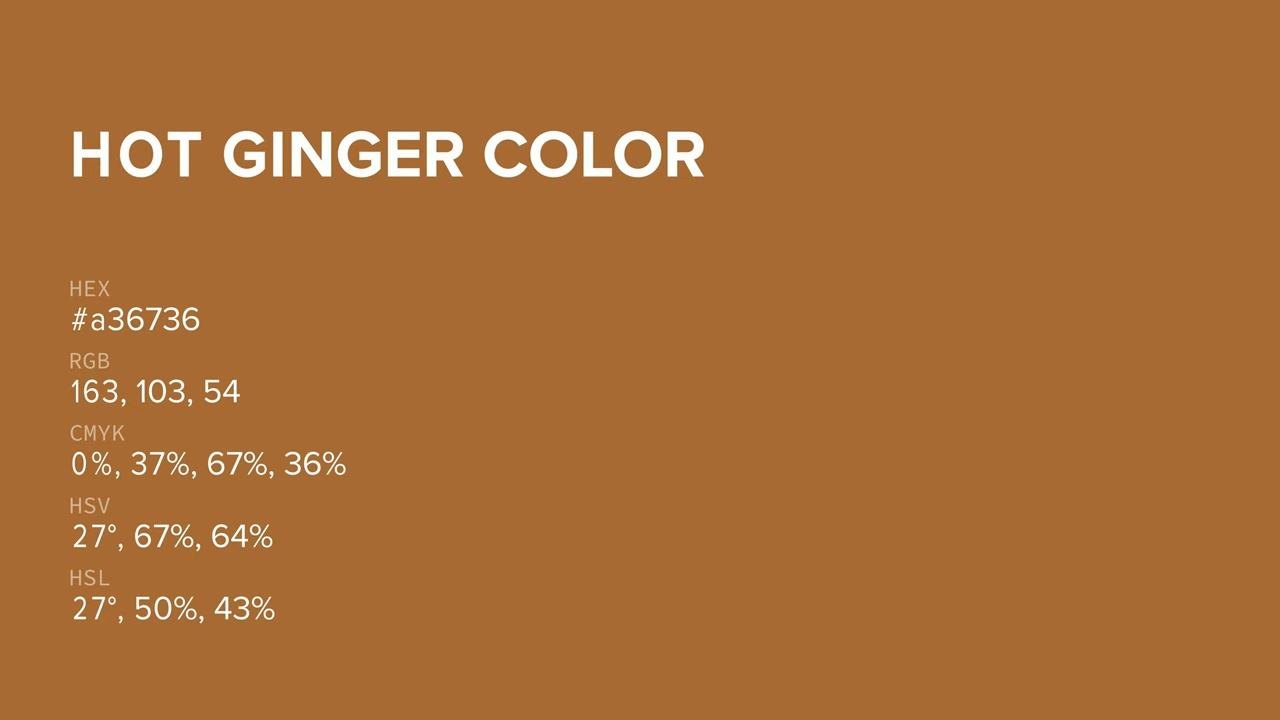 HOT GINGER COLOR
HEX
#a36736
RGB
163, 103, 54
CMYK
0%, 37%, 67%, 36%
HSV
27°, 67%, 64%
HSL
27°, 50%, 43%